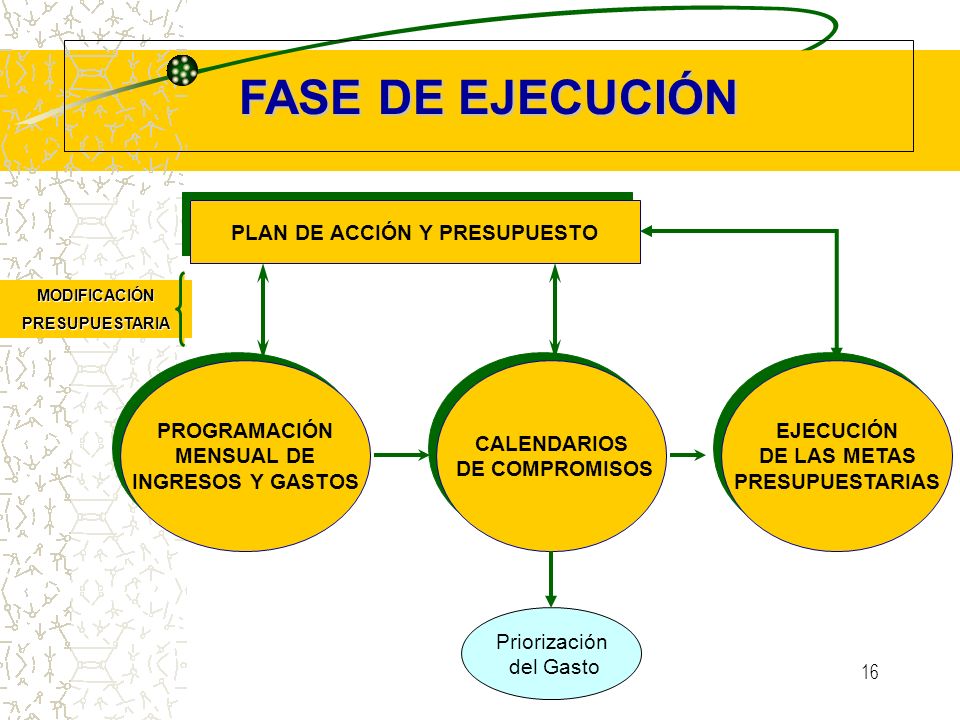 FASE DE EJECUCIÓN
PLAN DE ACCIÓN Y PRESUPUESTO
MODIFICACIÓN
PRESUPUESTARIA
PROGRAMACIÓN
MENSUAL DE
INGRESOS Y GASTOS
CALENDARIOS
DE COMPROMISOS
EJECUCIÓN
DE LAS METAS
PRESUPUESTARIAS
Priorización
del Gasto
16